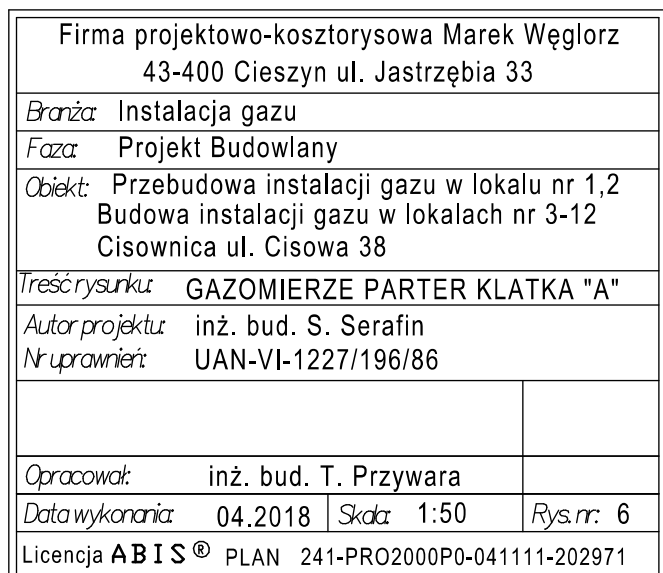 Firma projektowo-kosztorysowa Marek Węglorz
43-400 Cieszyn ul. Jastrzębia 33
Branża: Instalacja gazu
Faza: Projekt Budowlany
Obiekt: Przebudowa instalacji gazu w lokalu nr 1,2
Budowa instalacji gazu w lokalach nr 3-12
Cisownica ul. Cisowa 38
Treść rysunku: GAZOMIERZE PARTER KLATKA "A"
Autor projektu: inż. bud. S. Serafin
Nr uprawnień: UAN-VI-1227/196/86
Opracował: inż. bud. T. Przywara
Data wykonania: 04.2018 Skala: 1:50 Rys. nr: 6
Licencja ABIS® PLAN 241-PRO2000P0-041111-202971